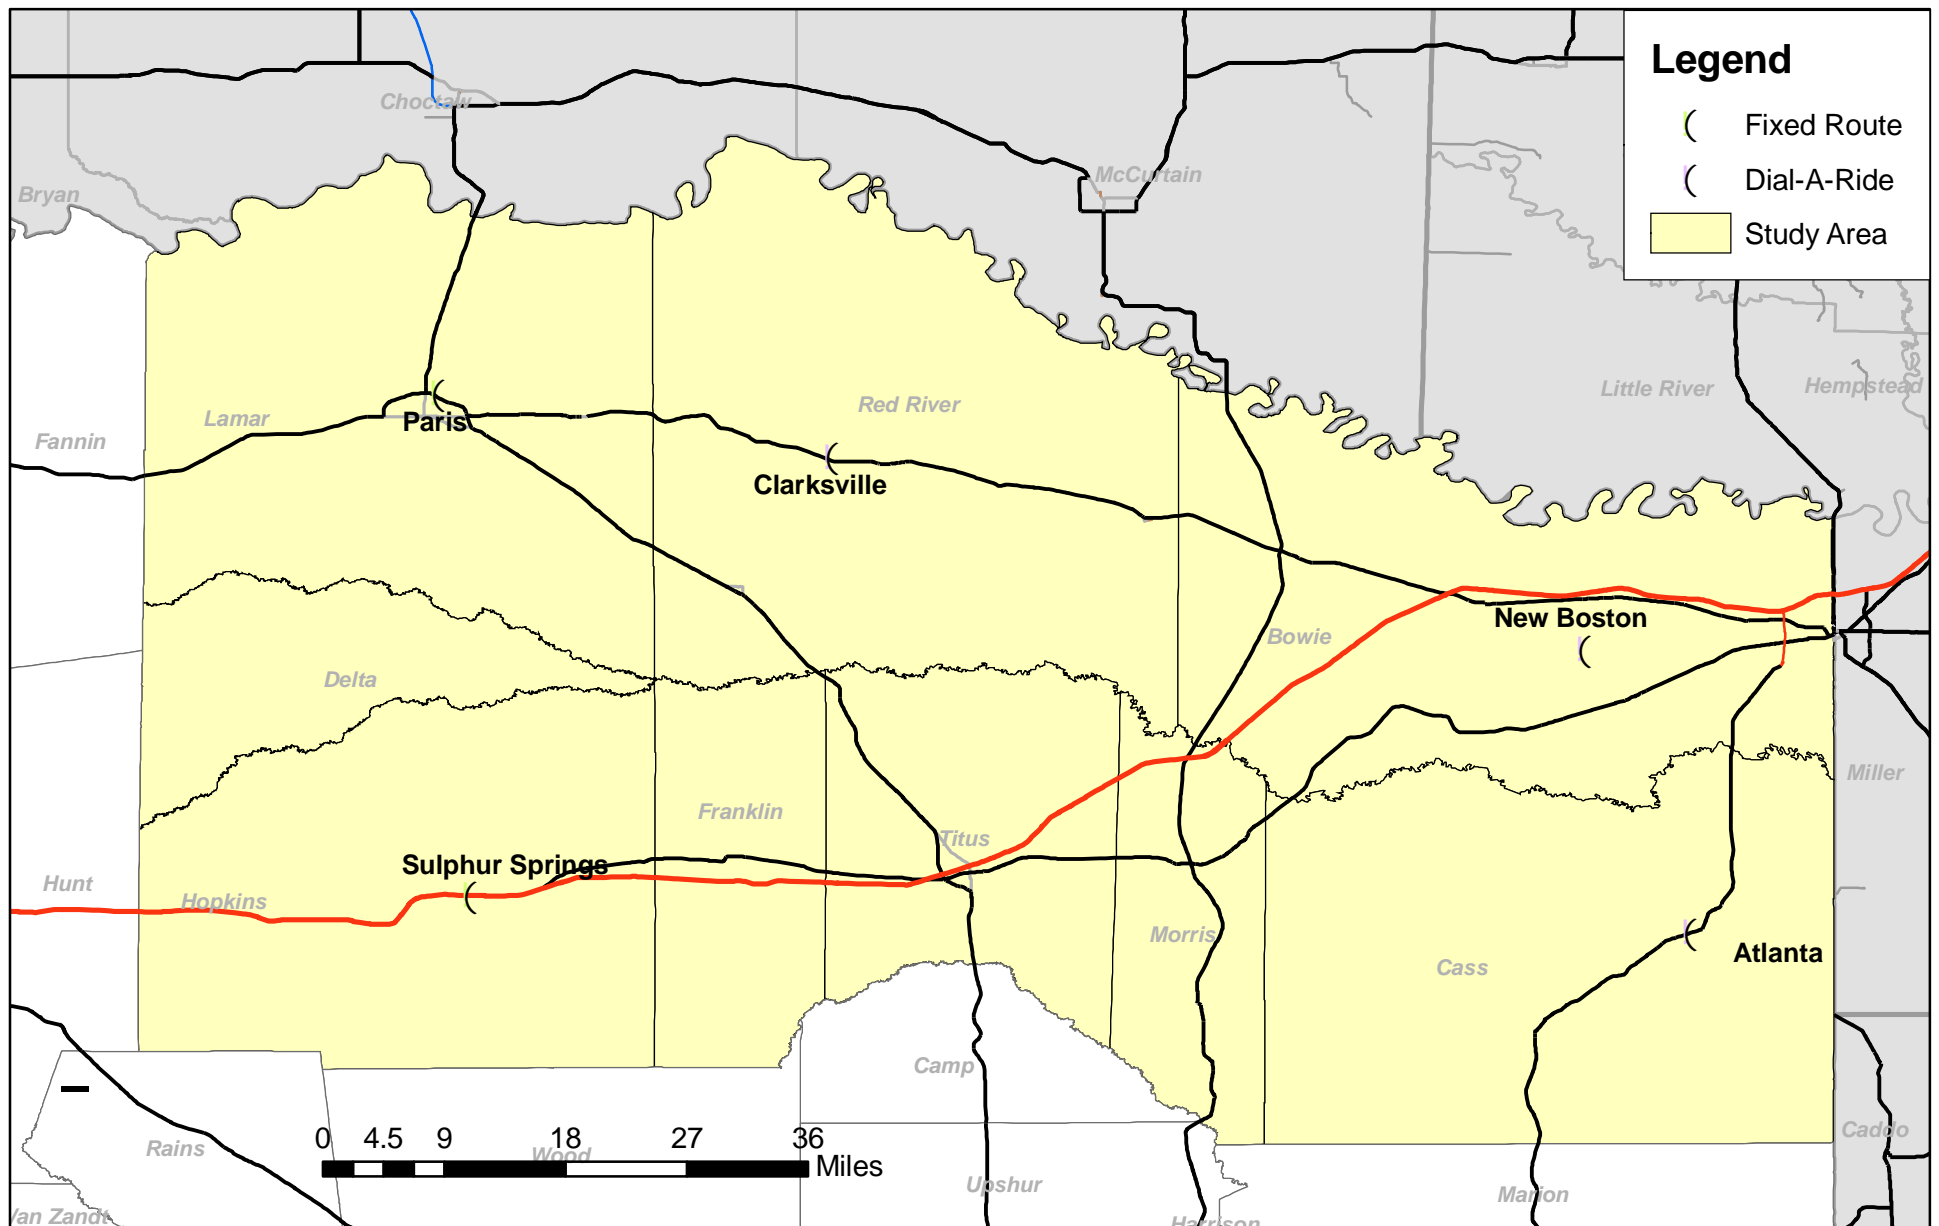 Legend
Fixed Route
Dial-A-Ride
Study Area
Choctaw
McCurtain
Bryan
Little River
Hempstead
Lamar
Red River
Fannin
Paris
Clarksville
New Boston
Bowie
Delta
Miller
Franklin
Titus
Sulphur Springs
Hunt
Hopkins
Morris
Cass
Atlanta
Camp
Rains
Wood
Caddo
0 4.5 9 18 27 36
Miles
Upshur
Marion
Van Zandt
Harrison